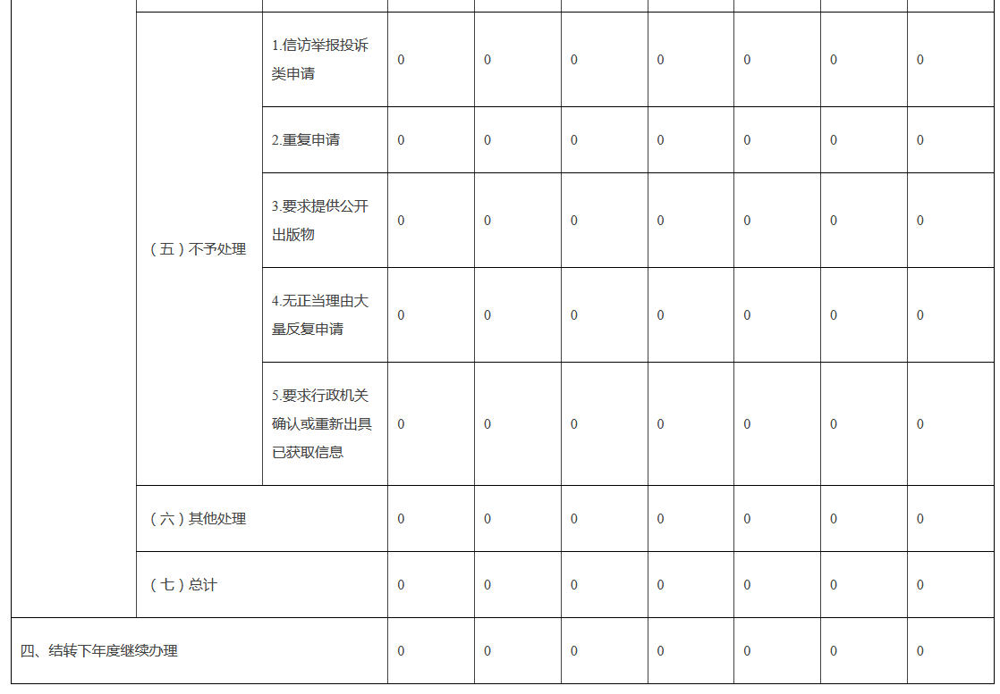 1.信访举报投诉
类申请
0 0 0 0 0 0 0
2.重复申请
0 0 0 0 0 0 0
3.要求提供公开
出版物
0 0 0 0 0 0 0
（五）不予处理
4.无正当理由大
量反复申请
0 0 0 0 0 0 0
5.要求行政机关
确认或重新出具
已获取信息
0 0 0 0 0 0 0
（六）其他处理 0 0 0 0 0 0 0
（七）总计 0 0 0 0 0 0 0
四、结转下年度继续办理 0 0 0 0 0 0 0